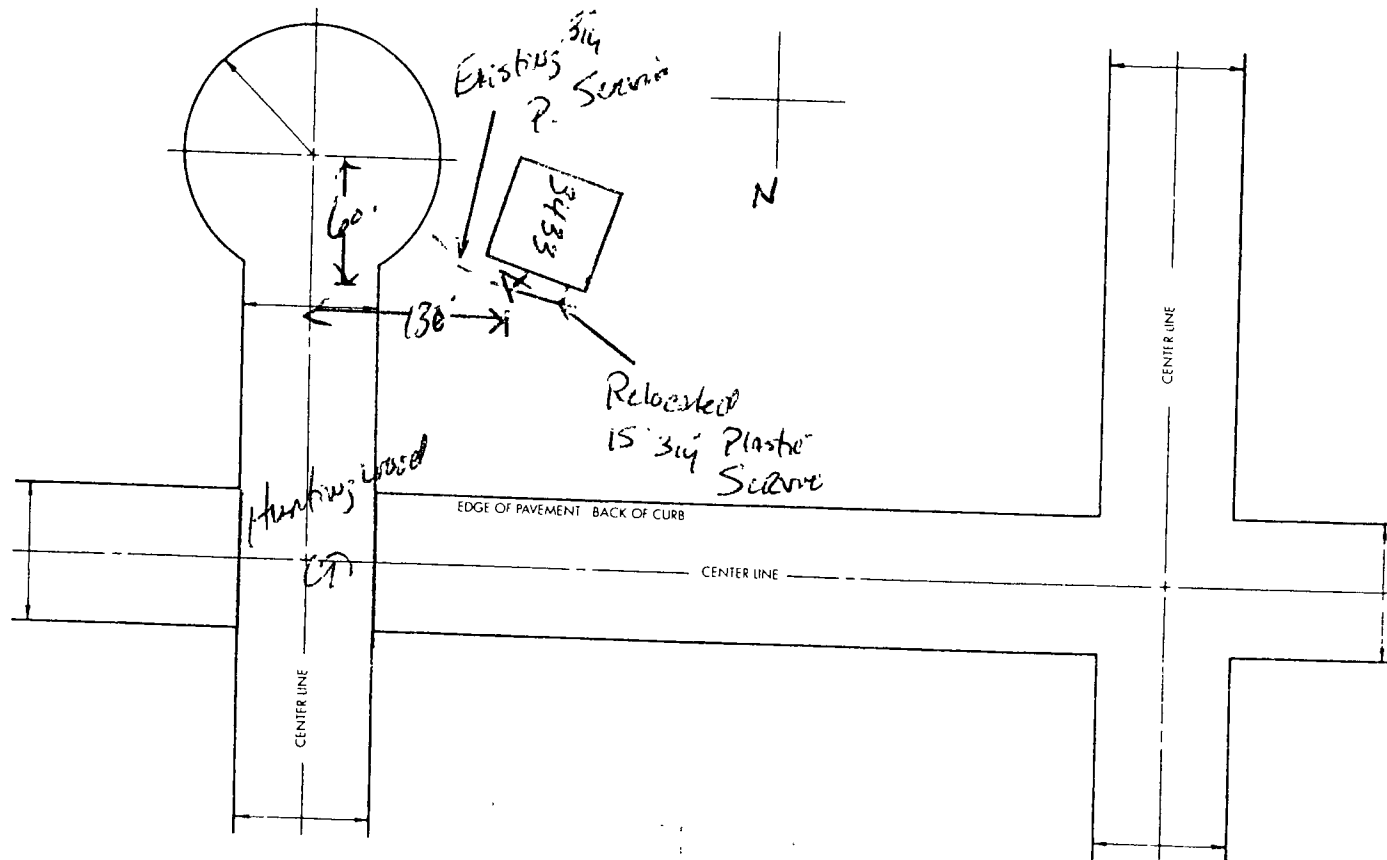 Existing 3/4
P. Service
3433
N
60'
130'
Relocated
15' 3/4 Plastic
Service
Huntingwood
CT
EDGE OF PAVEMENT BACK OF CURB
CENTER LINE
CENTER LINE
CENTER LINE